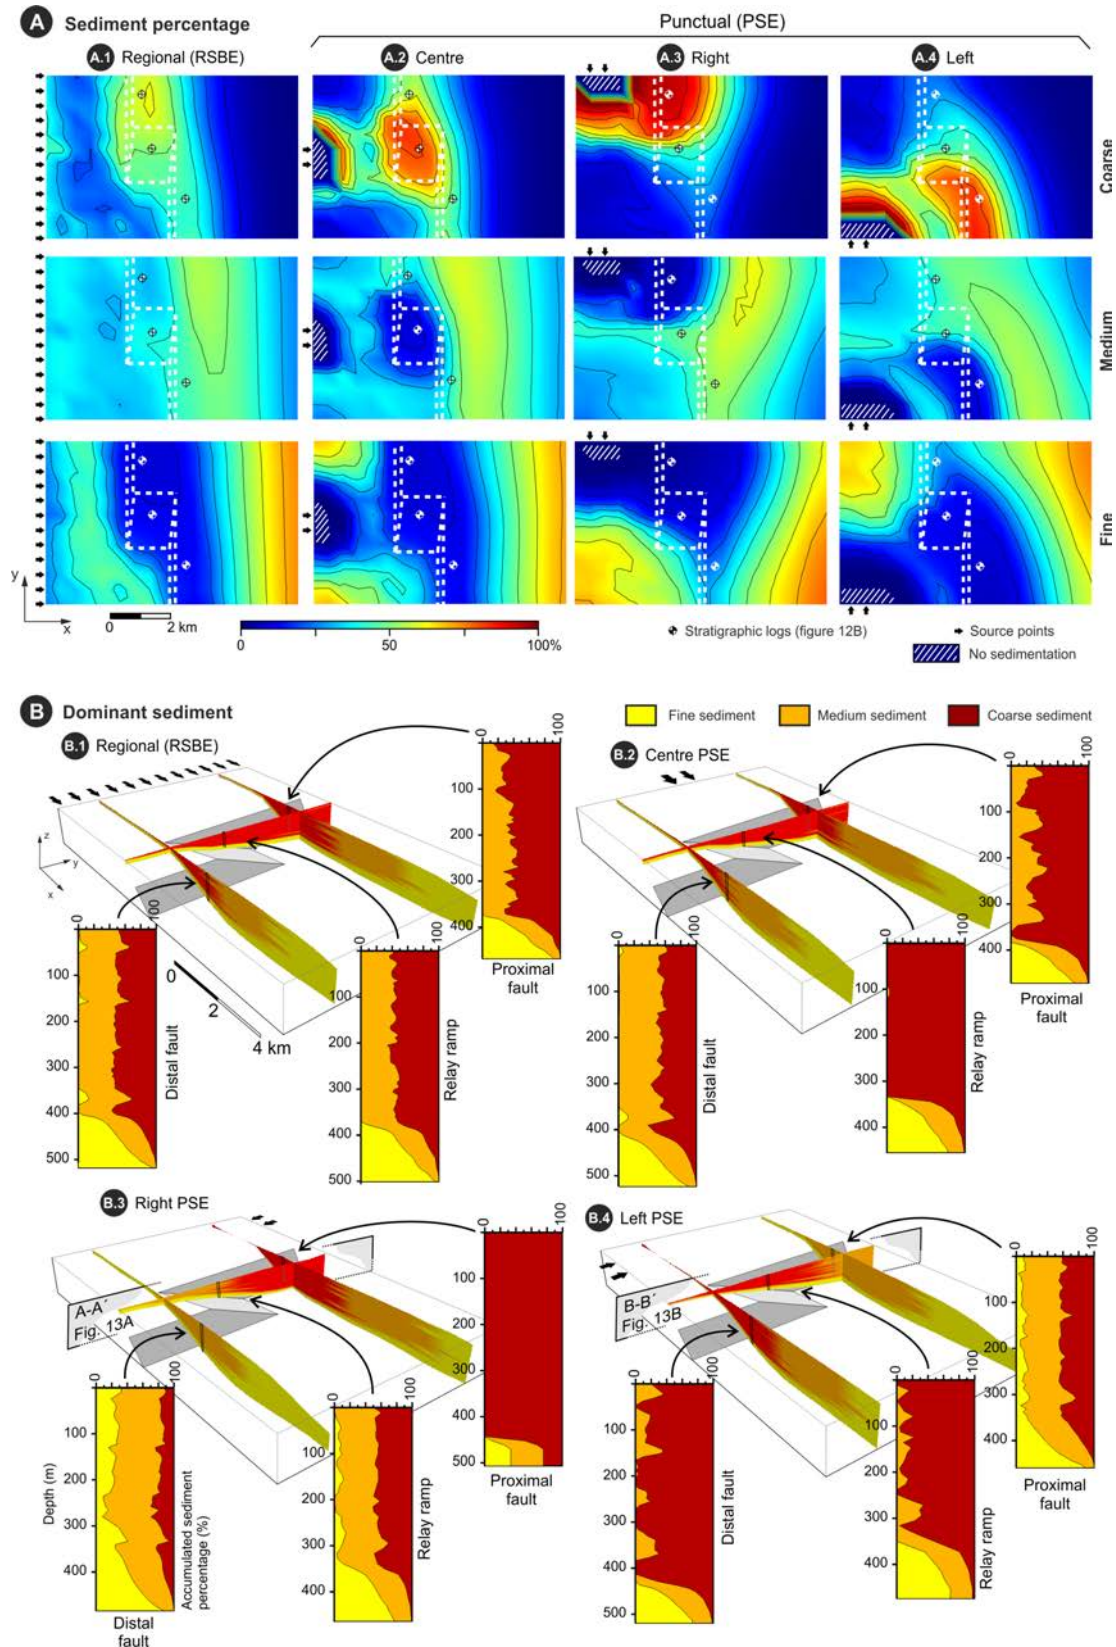 A Sediment percentage
Punctual (PSE)
A.1 Regional (RSBE)
A.2 Centre
A.3 Right
A.4 Left
Coarse
Medium
Fine
y
x
0 2 km
0 50 100%
Stratigraphic logs (figure 12B)
Source points
No sedimentation
B Dominant sediment
Fine sediment
Medium sediment
Coarse sediment
B.1 Regional (RSBE)
0 100
100
200
300
400
Proximal
fault
z
y
x
0 100
100
200
300
400
500
Distal fault
0
2
4 km
0 100
100
200
300
400
500
Relay ramp
B.2 Centre PSE
0 100
100
200
300
400
Proximal
fault
0 100
100
200
300
400
500
Distal fault
0 100
100
200
300
400
Relay ramp
B.3 Right PSE
A-A´
Fig. 13A
0 100
100
200
300
400
500
Proximal
fault
0 100
100
200
300
400
Depth (m)
Accumulated sediment
percentage (%)
Distal
fault
0 100
100
200
300
400
Relay ramp
B.4 Left PSE
B-B´
Fig. 13B
0 100
100
200
300
400
Proximal
fault
0 100
100
200
300
400
500
Distal fault
0 100
100
200
300
400
Relay ramp